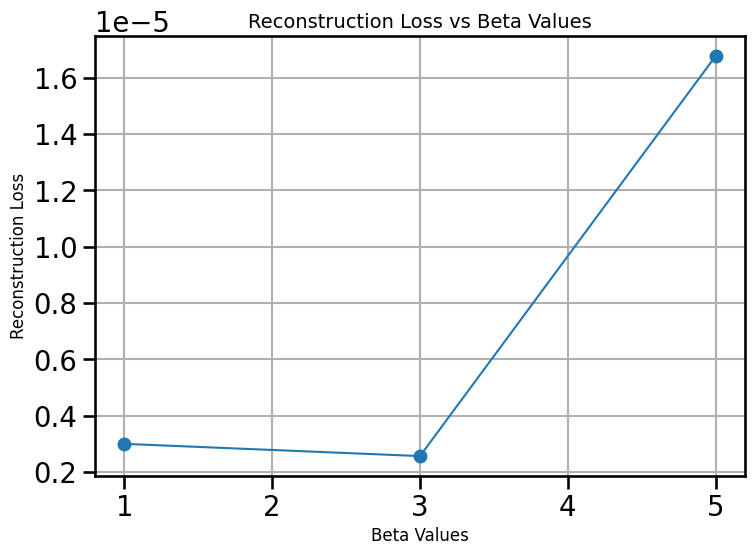 1e−5
Reconstruction Loss vs Beta Values
1.6
1.4
1.2
1.0
0.8
0.6
0.4
0.2
Reconstruction Loss
1 2 3 4 5
Beta Values